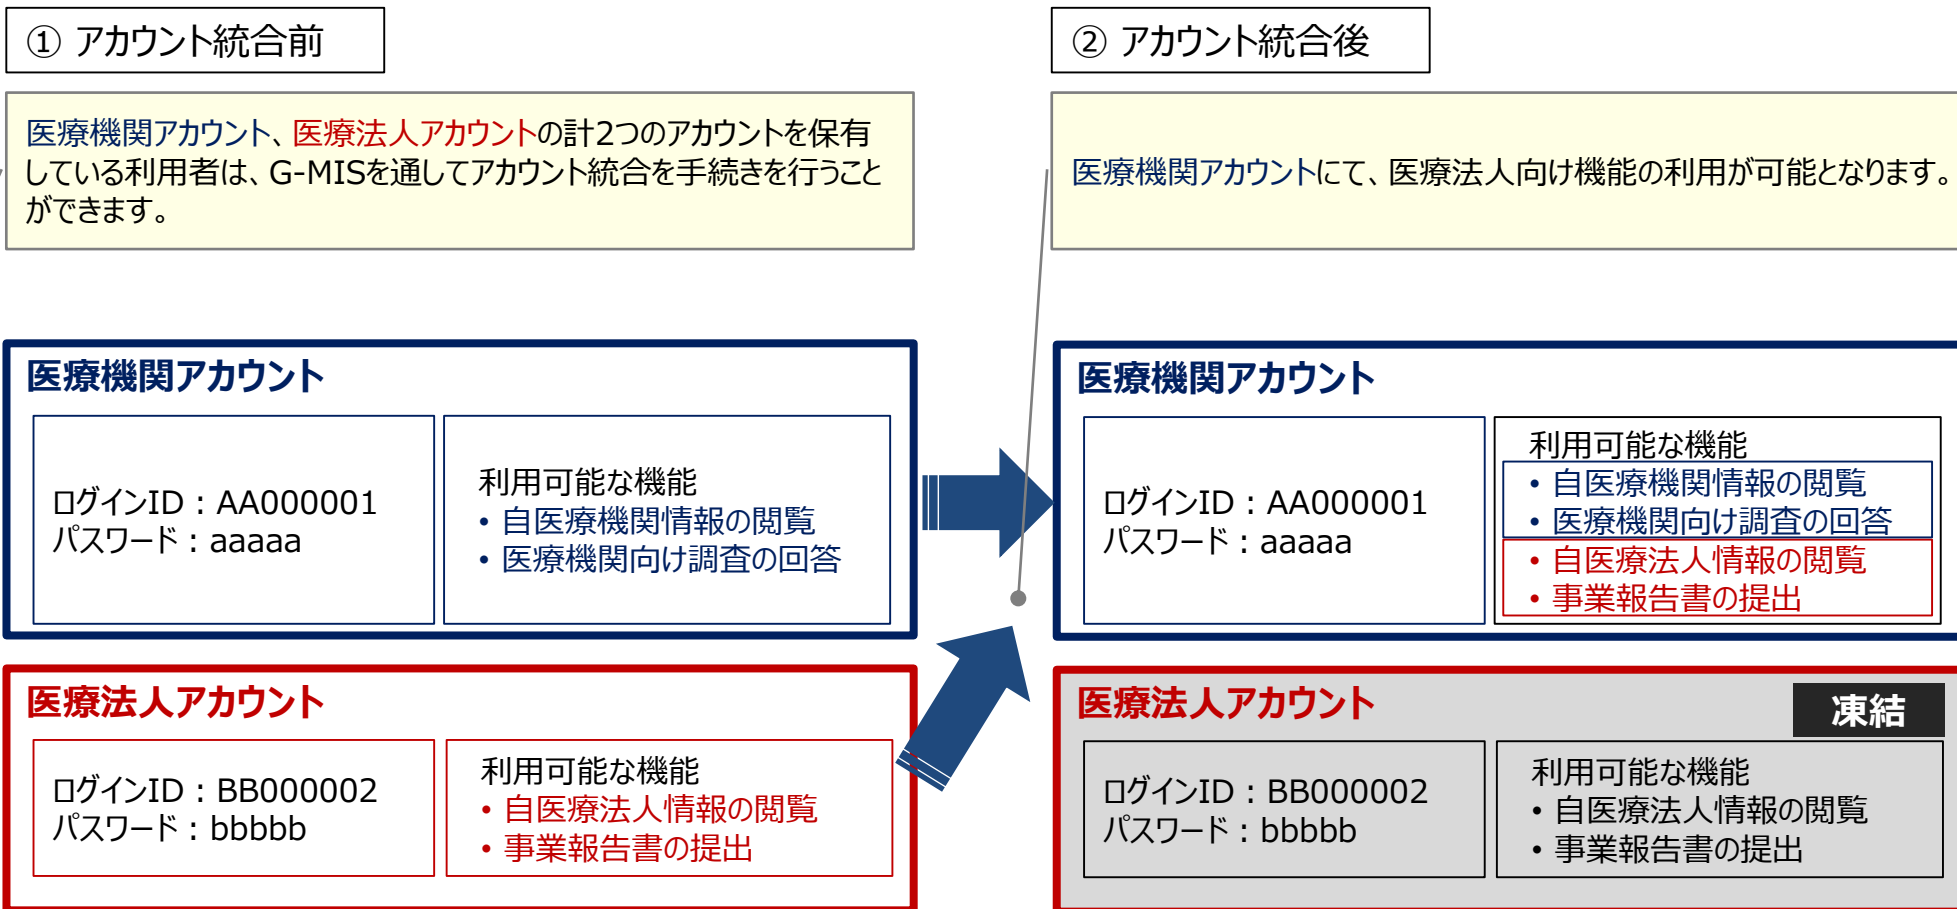 ① アカウント統合前
医療機関アカウント、医療法人アカウントの計2つのアカウントを保有
している利用者は、G-MISを通してアカウント統合を手続きを行うこと
ができます。
医療機関アカウント
ログインID：AA000001
パスワード：aaaaa
利用可能な機能
• 自医療機関情報の閲覧
• 医療機関向け調査の回答
医療法人アカウント
ログインID：BB000002
パスワード：bbbbb
利用可能な機能
• 自医療法人情報の閲覧
• 事業報告書の提出
② アカウント統合後
医療機関アカウントにて、医療法人向け機能の利用が可能となります。
医療機関アカウント
ログインID：AA000001
パスワード：aaaaa
利用可能な機能
• 自医療機関情報の閲覧
• 医療機関向け調査の回答
• 自医療法人情報の閲覧
• 事業報告書の提出
医療法人アカウント
凍結
ログインID：BB000002
パスワード：bbbbb
利用可能な機能
• 自医療法人情報の閲覧
• 事業報告書の提出